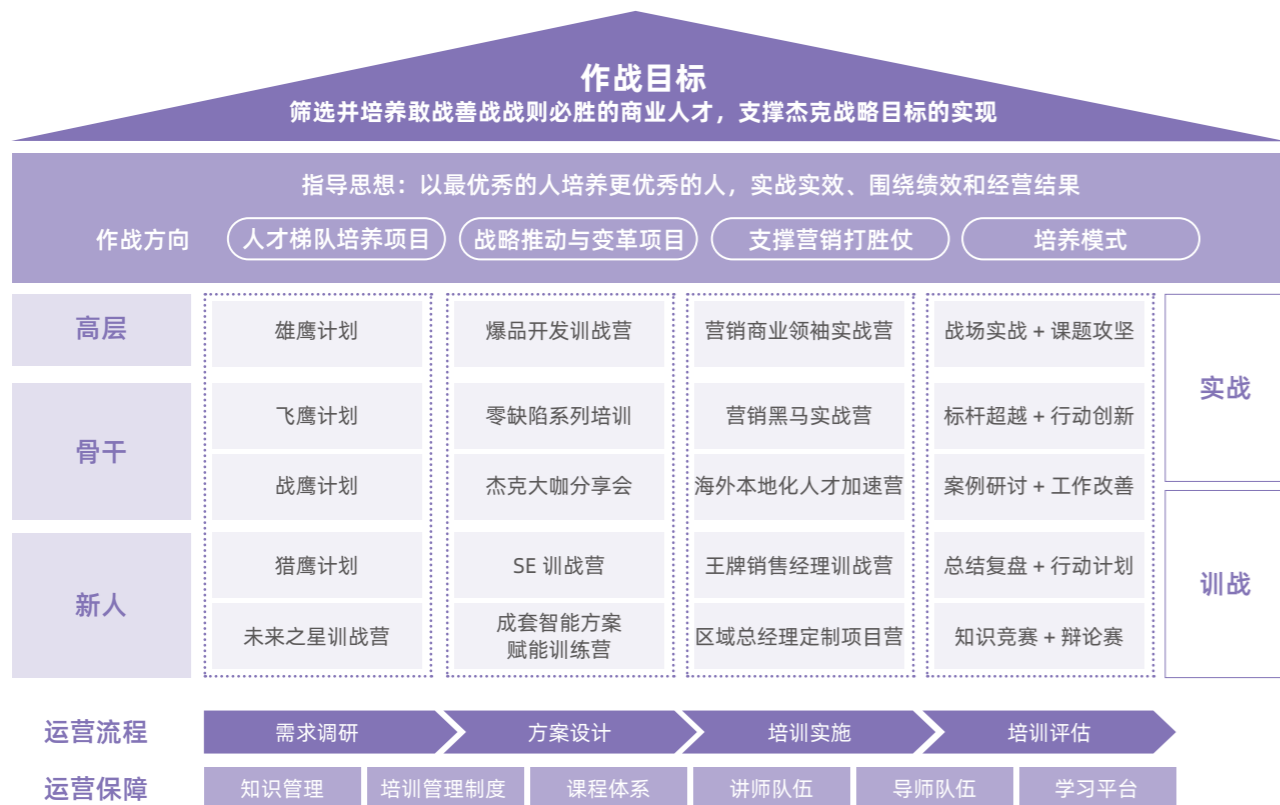 作战目标
筛选并培养敢战善战战则必胜的商业人才，支撑杰克战略目标的实现
指导思想：以最优秀的人培养更优秀的人，实战实效、围绕绩效和经营结果
作战方向 人才梯队培养项目 战略推动与变革项目 支撑营销打胜仗 培养模式
高层 雄鹰计划 爆品开发训战营 营销商业领袖实战营 战场实战 + 课题攻坚
实战
骨干
飞鹰计划 零缺陷系列培训 营销黑马实战营 标杆超越 + 行动创新
战鹰计划 杰克大咖分享会 海外本地化人才加速营 案例研讨 + 工作改善
新人
猎鹰计划 SE 训战营 王牌销售经理训战营 总结复盘 + 行动计划
训战
未来之星训战营 成套智能方案
赋能训练营
区域总经理定制项目营 知识竞赛 + 辩论赛
运营流程 需求调研 方案设计 培训实施 培训评估
运营保障 知识管理 培训管理制度 课程体系 讲师队伍 导师队伍 学习平台